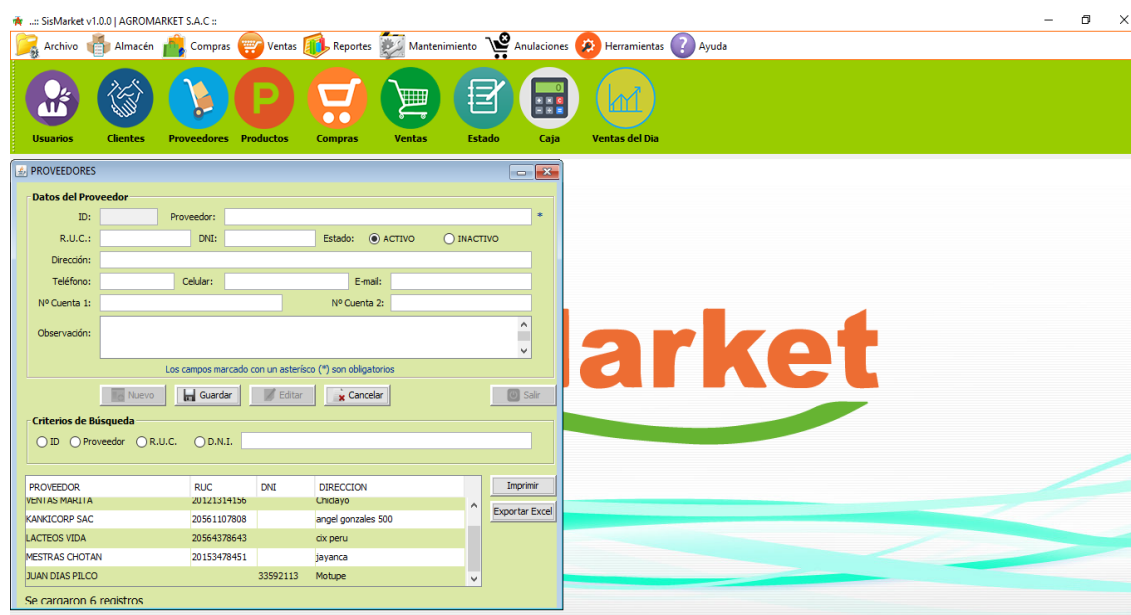 ..:: SisMarket v1.0.0 | AGROMARKET S.A.C ::
Archivo Almacén Compras Ventas Reportes Mantenimiento Anulaciones Herramientas ? Ayuda
P
Usuarios Clientes Proveedores Productos Compras Ventas Estado Caja Ventas del Dia
PROVEEDORES
Datos del Proveedor
ID: Proveedor: *
R.U.C.: DNI: Estado: ACTIVO INACTIVO
Dirección:
Teléfono: Celular: E-mail:
Nº Cuenta 1: Nº Cuenta 2:
Observación:
Los campos marcado con un asterísco (*) son obligatorios
Nuevo Guardar Editar Cancelar Salir
Criterios de Búsqueda
ID Proveedor R.U.C. D.N.I.
PROVEEDOR RUC DNI DIRECCION Imprimir
VENTAS MARITA 20121314156 Chiclayo
KANKICORP SAC 20561107808 angel gonzales 500 Exportar Excel
LACTEOS VIDA 20564378643 cix peru
MESTRAS CHOTAN 20153478451 jayanca
JUAN DIAS PILCO 33592113 Motupe
Se cargaron 6 registros
arket